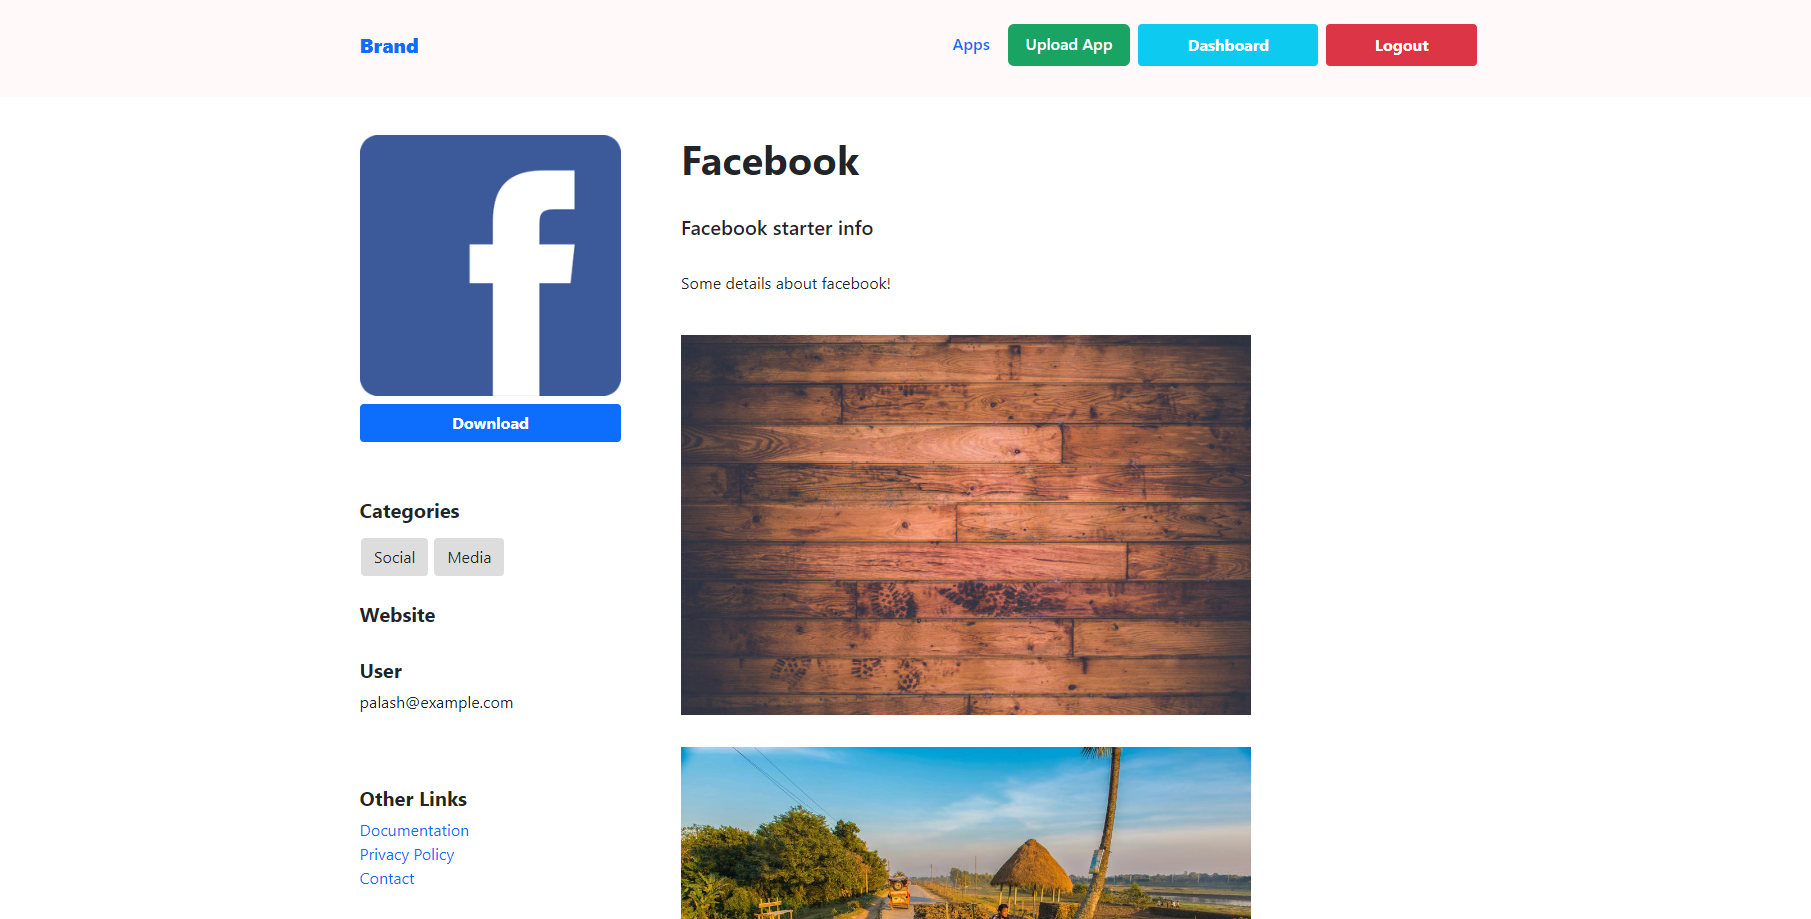 Brand
Apps
Upload App
Dashboard
Logout
f
Download
Categories
Social
Media
Website
User
palash@example.com
Other Links
Documentation
Privacy Policy
Contact
Facebook
Facebook starter info
Some details about facebook!